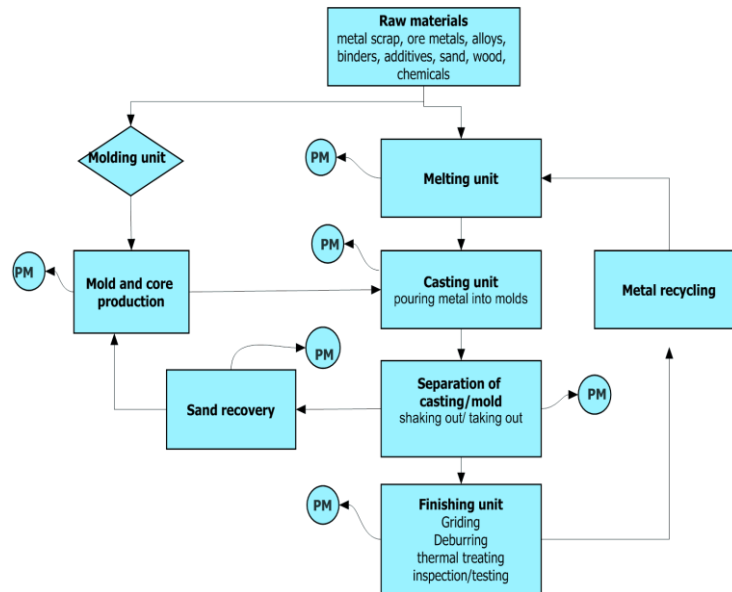 Raw materials
metal scrap, ore metals, alloys,
binders, additives, sand, wood,
chemicals
Molding unit
PM
Melting unit
PM
PM
Mold and core
production
Casting unit
pouring metal into molds
Metal recycling
PM
Sand recovery
Separation of
casting/mold
shaking out/ taking out
PM
PM
Finishing unit
Griding
Deburring
thermal treating
inspection/testing